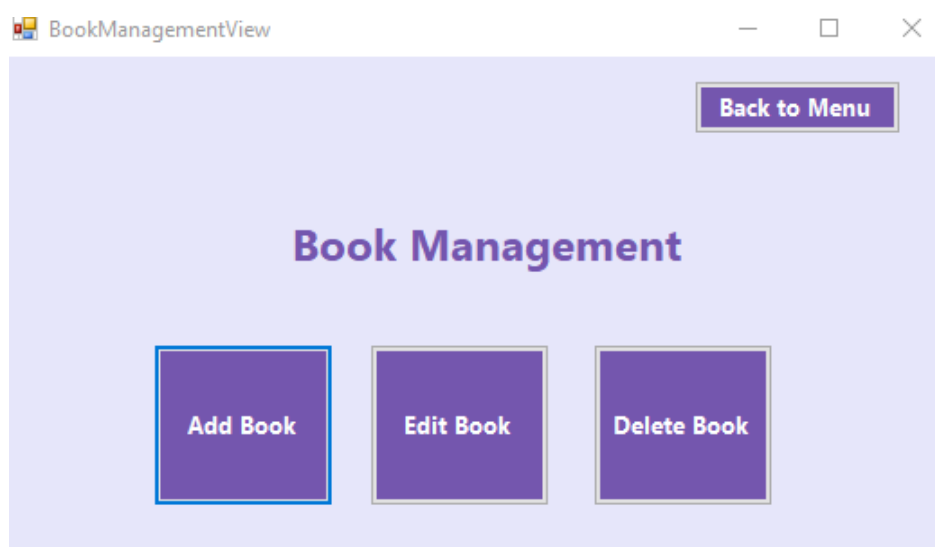 BookManagementView
Back to Menu
Book Management
Add Book
Edit Book
Delete Book